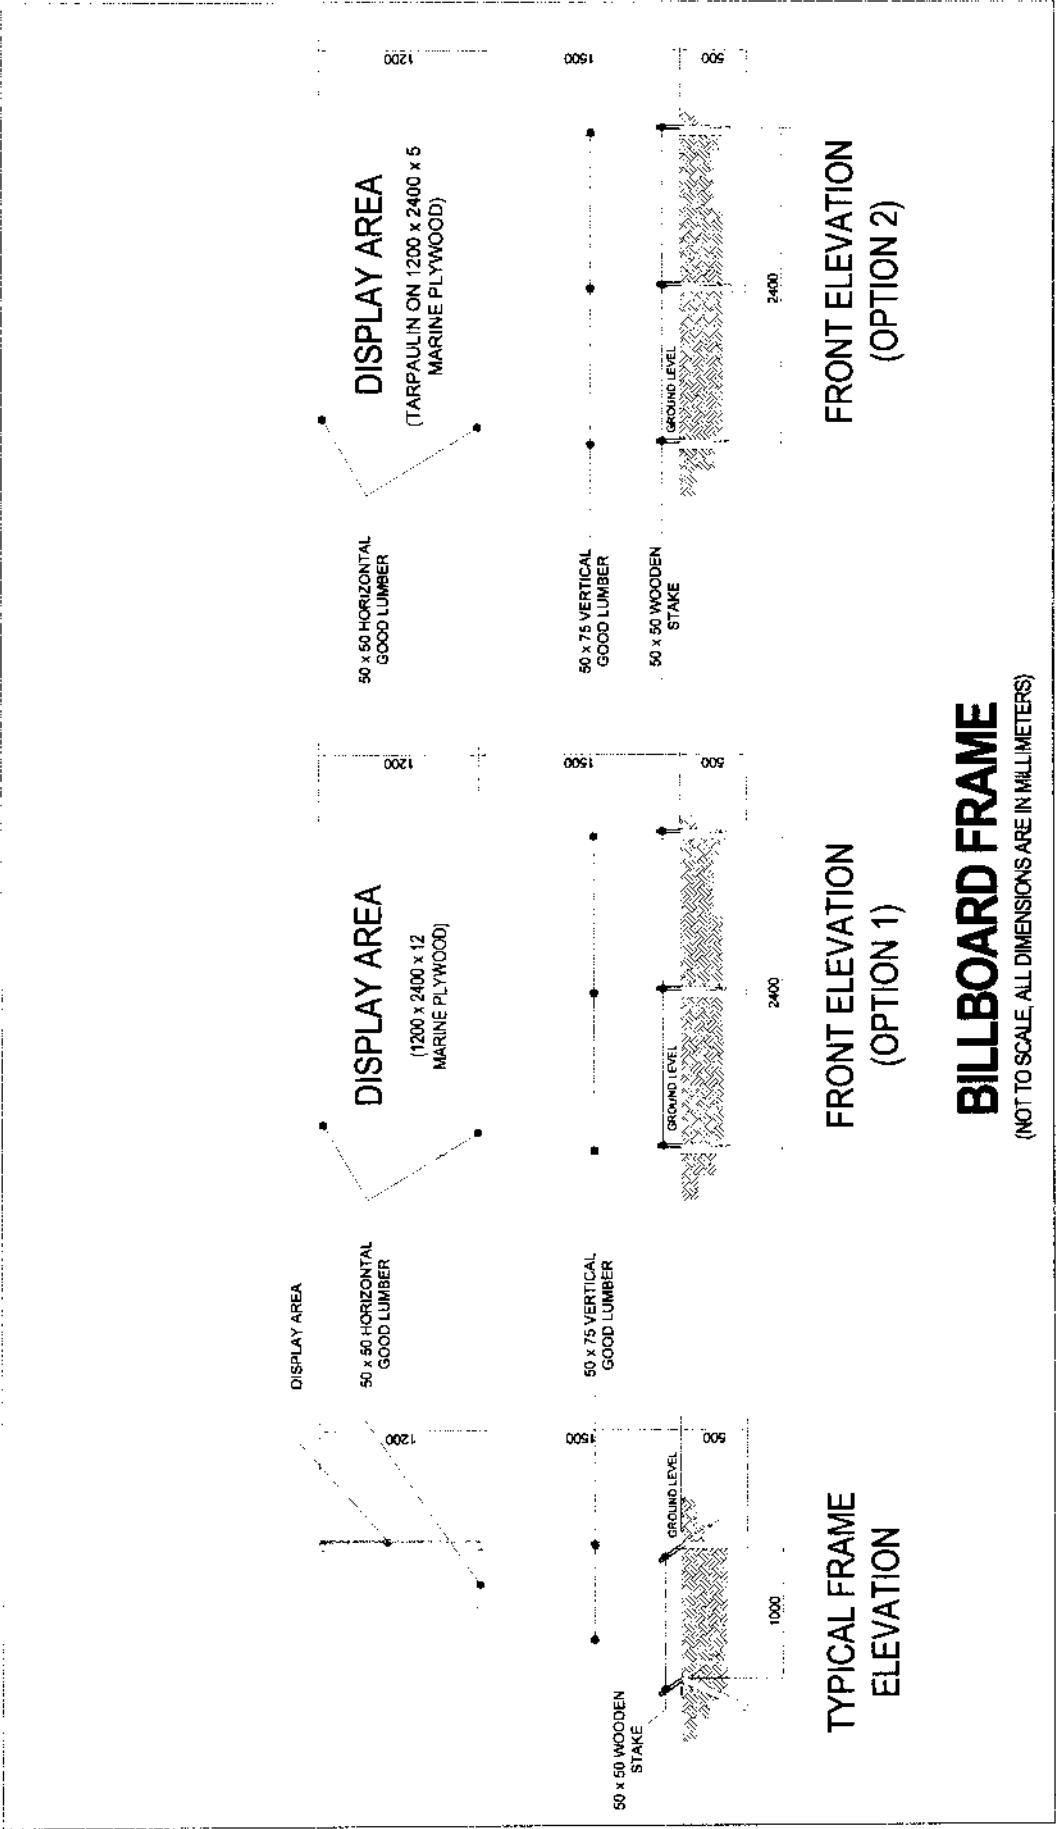 DISPLAY AREA
50 x 50 HORIZONTAL
GOOD LUMBER
1200
50 x 75 VERTICAL
GOOD LUMBER
1500
50 x 50 WOODEN
STAKE
GROUND LEVEL
500
1000
TYPICAL FRAME
ELEVATION
DISPLAY AREA
(1200 x 2400 x 12
MARINE PLYWOOD)
1200
1500
GROUND LEVEL
500
2400
FRONT ELEVATION
(OPTION 1)
50 x 50 HORIZONTAL
GOOD LUMBER
50 x 75 VERTICAL
GOOD LUMBER
50 x 50 WOODEN
STAKE
DISPLAY AREA
(TARPAULIN ON 1200 x 2400 x 5
MARINE PLYWOOD)
1200
1500
GROUND LEVEL
500
2400
FRONT ELEVATION
(OPTION 2)
BILLBOARD FRAME
(NOT TO SCALE, ALL DIMENSIONS ARE IN MILLIMETERS)